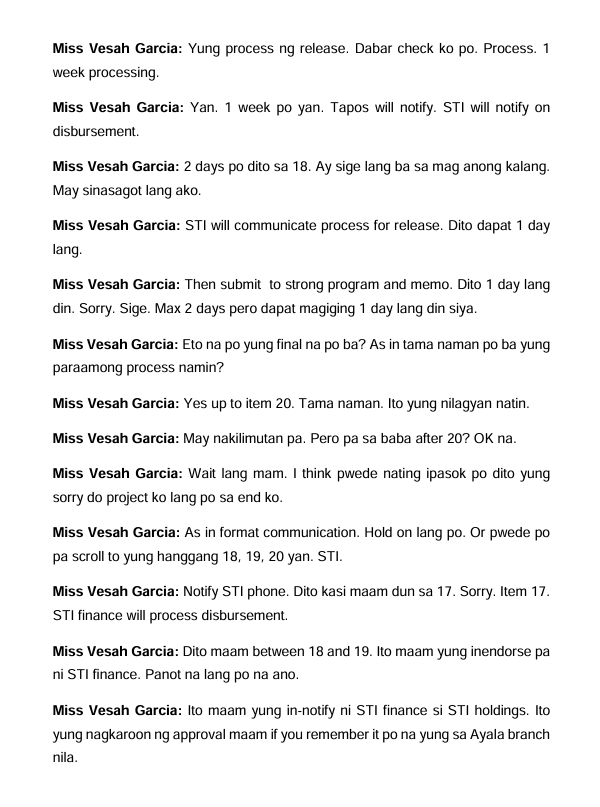 Miss Vesah Garcia: Yung process ng release. Dabar check ko po. Process. 1
week processing.
Miss Vesah Garcia: Yan. 1 week po yan. Tapos will notify. STI will notify on
disbursement.
Miss Vesah Garcia: 2 days po dito sa 18. Ay sige lang ba sa mag anong kalang.
May sinasagot lang ako.
Miss Vesah Garcia: STI will communicate process for release. Dito dapat 1 day
lang.
Miss Vesah Garcia: Then submit  to strong program and memo. Dito 1 day lang
din. Sorry. Sige. Max 2 days pero dapat magiging 1 day lang din siya.
Miss Vesah Garcia: Eto na po yung final na po ba? As in tama naman po ba yung
paraamong process namin?
Miss Vesah Garcia: Yes up to item 20. Tama naman. Ito yung nilagyan natin.
Miss Vesah Garcia: May nakilimutan pa. Pero pa sa baba after 20? OK na.
Miss Vesah Garcia: Wait lang mam. I think pwede nating ipasok po dito yung
sorry do project ko lang po sa end ko.
Miss Vesah Garcia: As in format communication. Hold on lang po. Or pwede po
pa scroll to yung hanggang 18, 19, 20 yan. STI.
Miss Vesah Garcia: Notify STI phone. Dito kasi maam dun sa 17. Sorry. Item 17.
STI finance will process disbursement.
Miss Vesah Garcia: Dito maam between 18 and 19. Ito maam yung inendorse pa
ni STI finance. Panot na lang po na ano.
Miss Vesah Garcia: Ito maam yung in-notify ni STI finance si STI holdings. Ito
yung nagkaroon ng approval maam if you remember it po na yung sa Ayala branch
nila.